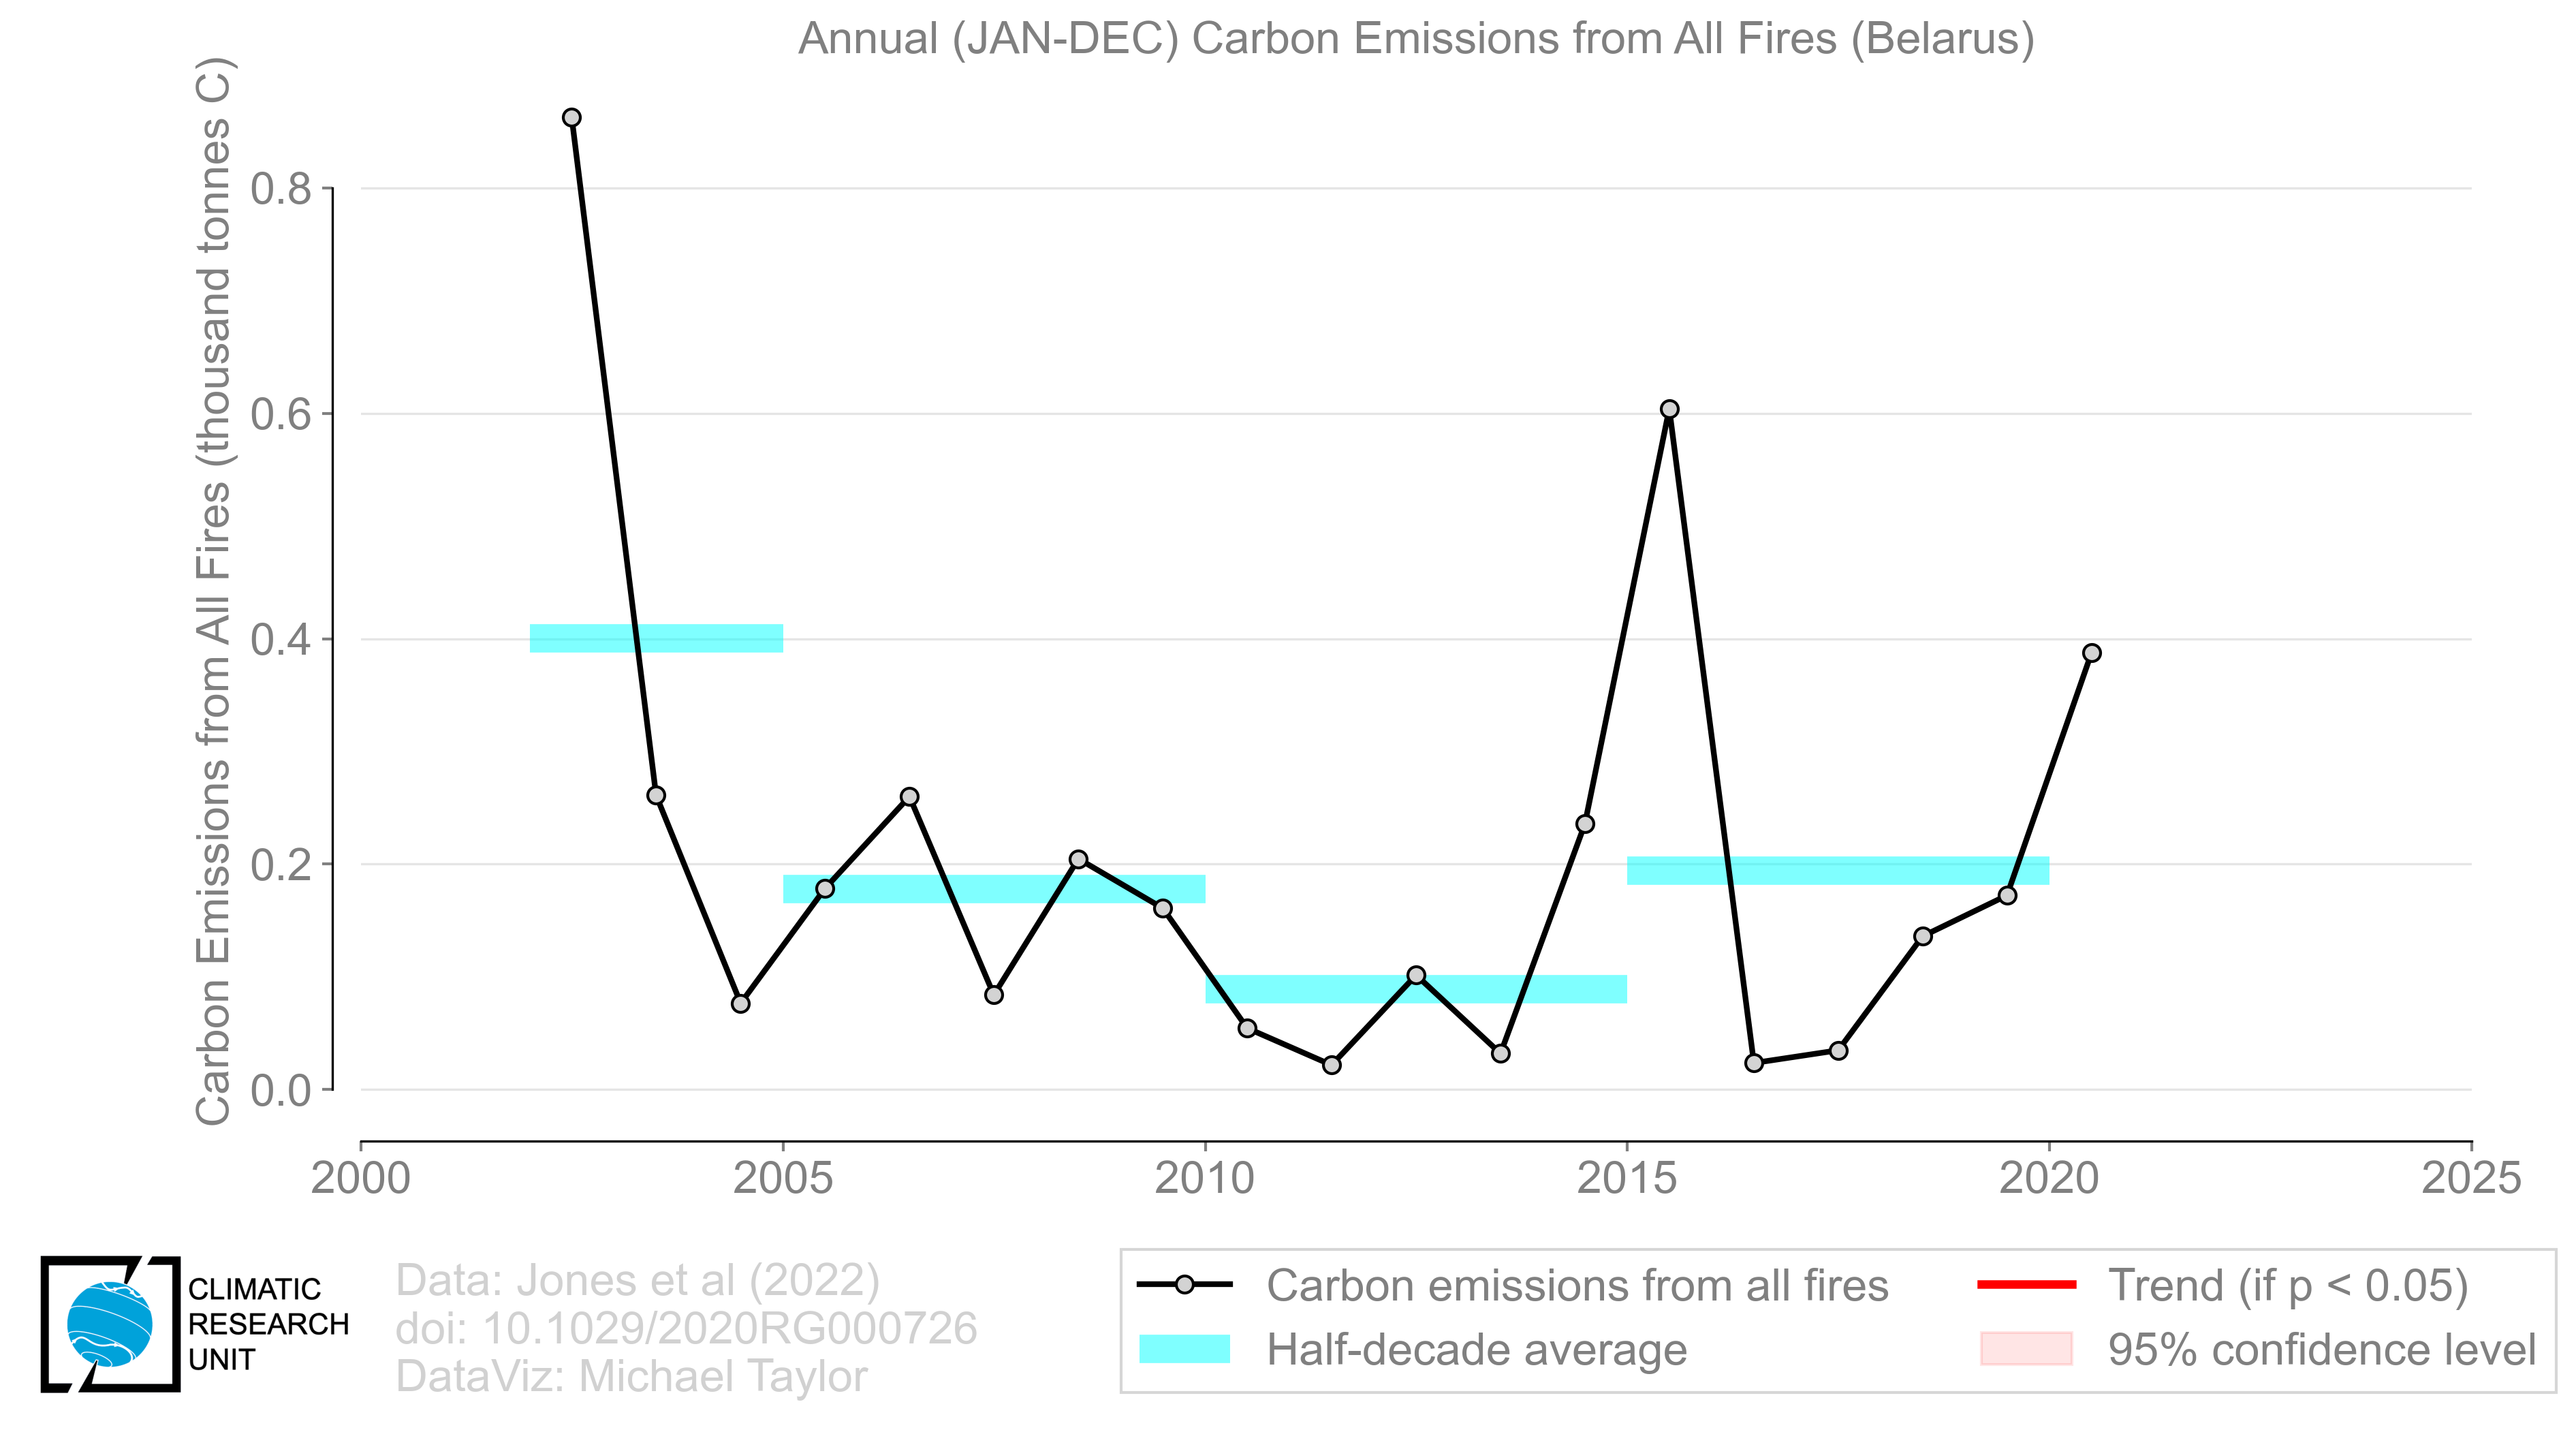 Annual (JAN-DEC) Carbon Emissions from All Fires (Belarus)
Carbon Emissions from All Fires (thousand tonnes C)
0.8
0.6
0.4
0.2
0.0
2000
2005
2010
2015
2020
2025
CLIMATIC
RESEARCH
UNIT
Data: Jones et al (2022)
doi: 10.1029/2020RG000726
DataViz: Michael Taylor
Carbon emissions from all fires
Half-decade average
Trend (if p < 0.05)
95% confidence level